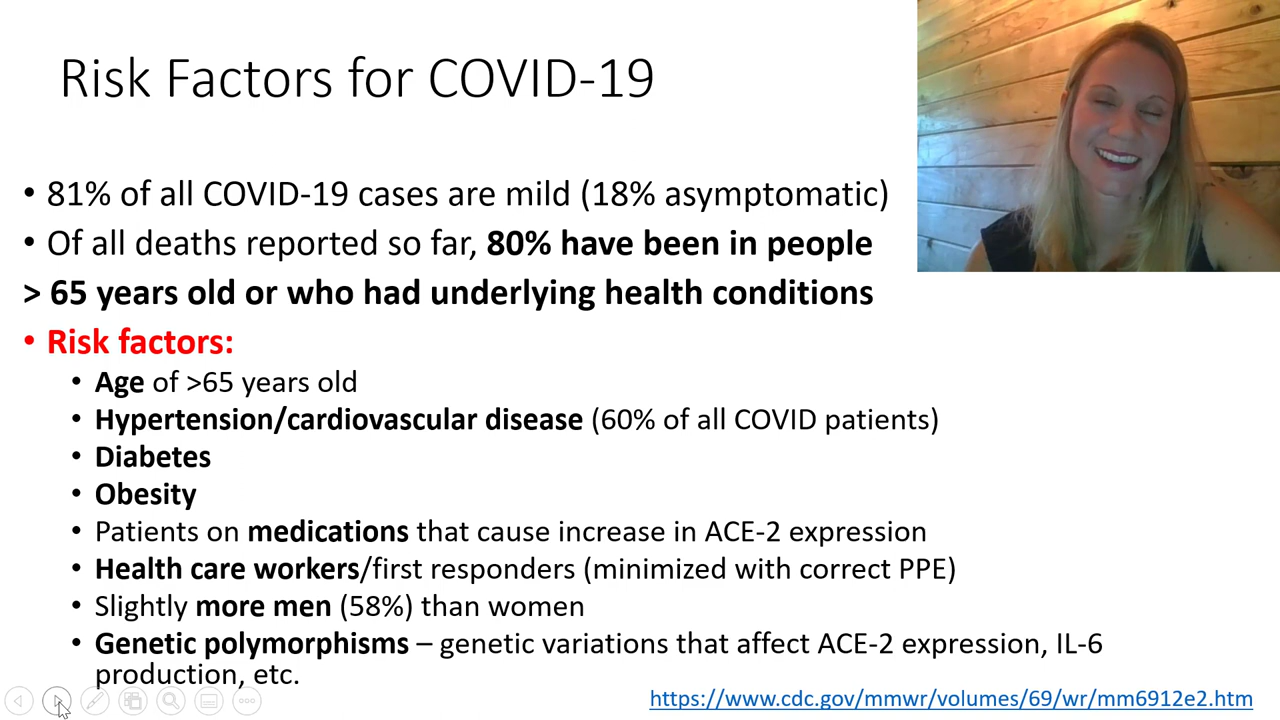 Risk Factors for COVID-19
• 81% of all COVID-19 cases are mild (18% asymptomatic)
• Of all deaths reported so far, 80% have been in people
> 65 years old or who had underlying health conditions
• Risk factors:
• Age of >65 years old
• Hypertension/cardiovascular disease (60% of all COVID patients)
• Diabetes
• Obesity
• Patients on medications that cause increase in ACE-2 expression
• Health care workers/first responders (minimized with correct PPE)
• Slightly more men (58%) than women
• Genetic polymorphisms – genetic variations that affect ACE-2 expression, IL-6
production, etc.
https://www.cdc.gov/mmwr/volumes/69/wr/mm6912e2.htm